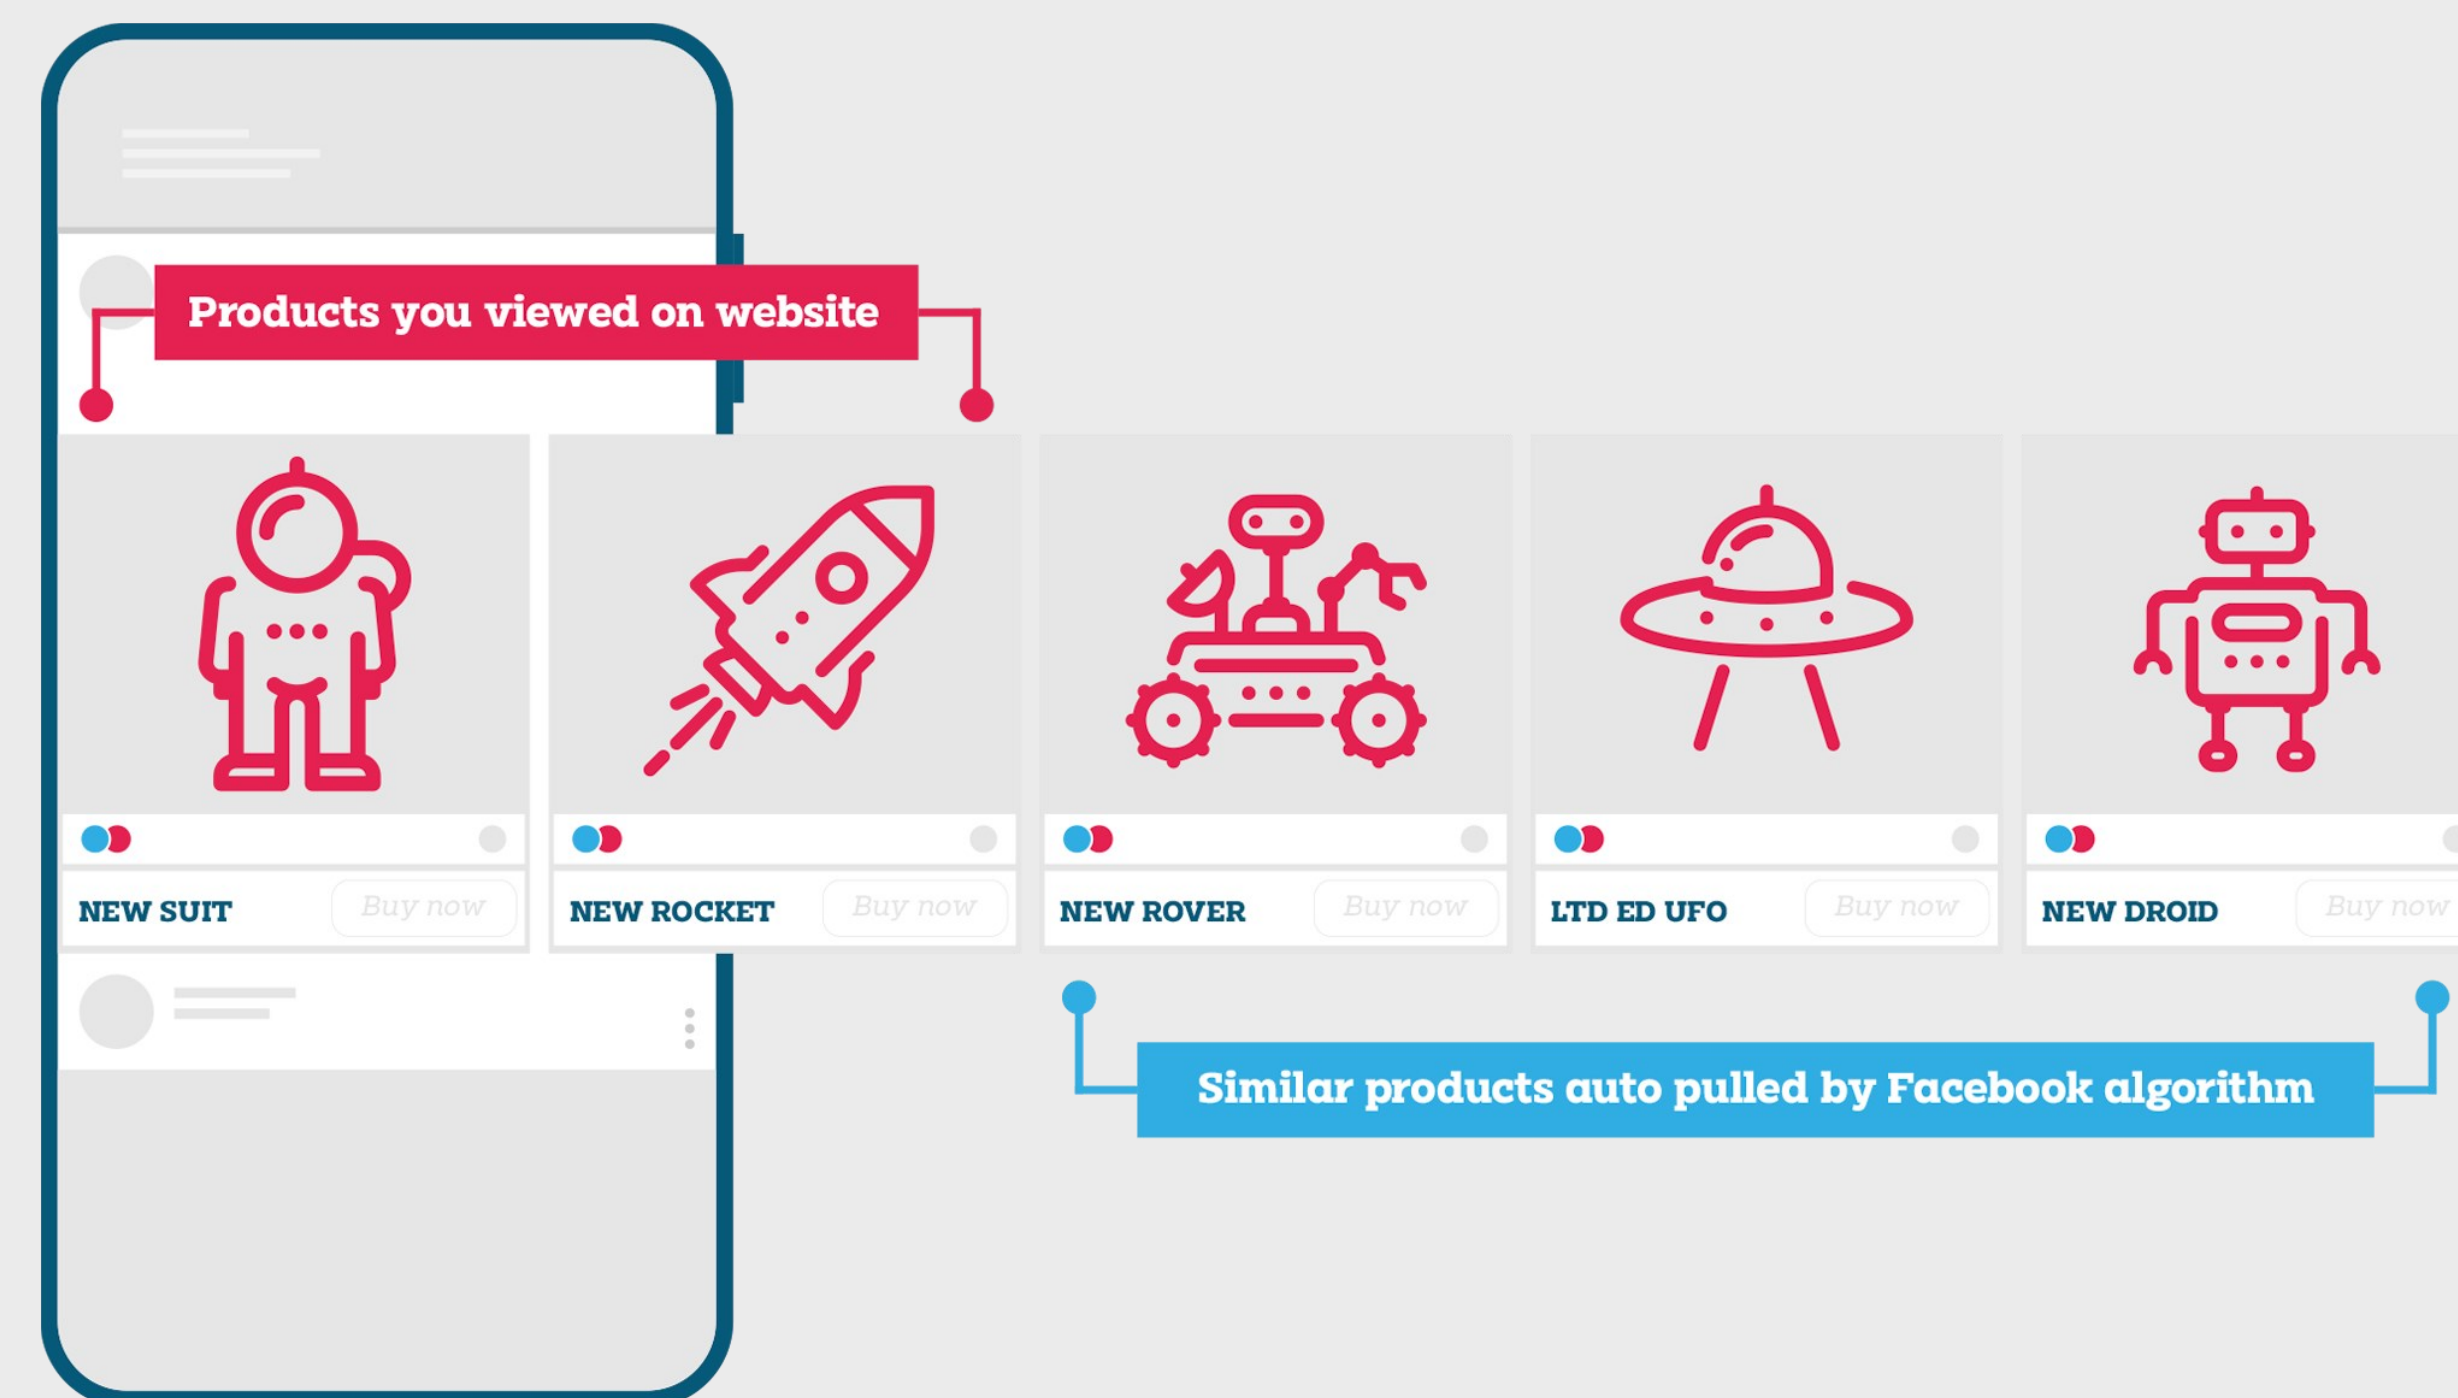 Products you viewed on website
NEW SUIT
Buy now
NEW ROCKET
Buy now
NEW ROVER
Buy now
LTD ED UFO
Buy now
NEW DROID
Buy now
Similar products auto pulled by Facebook algorithm